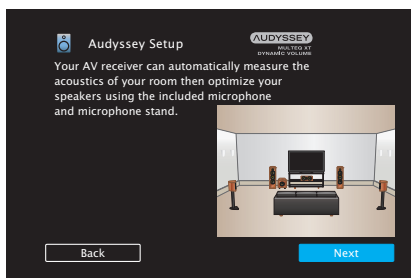 Audyssey Setup
AUDYSSEY
MULTEQ XT
DYNAMIC VOLUME
Your AV receiver can automatically measure the
acoustics of your room then optimize your
speakers using the included microphone
and microphone stand.
Back
Next